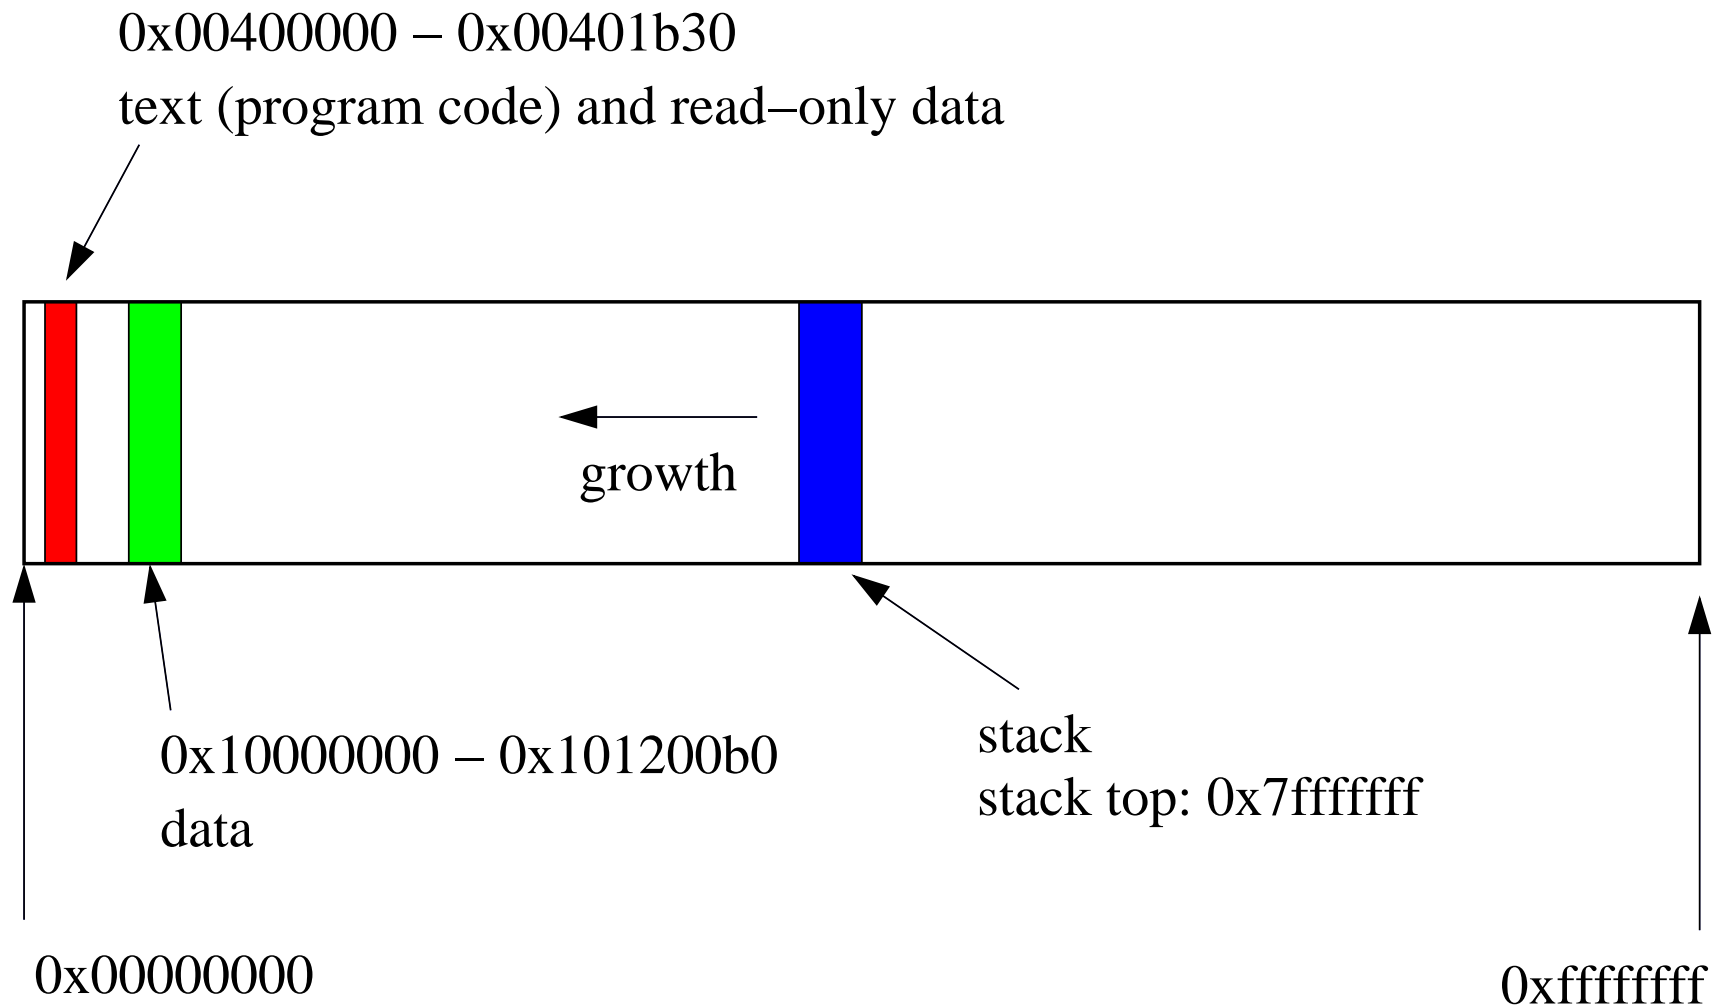 0x00400000 – 0x00401b30
text (program code) and read–only data
growth
0x10000000 – 0x101200b0
data
stack
stack top: 0x7fffffff
0x00000000
0xffffffff